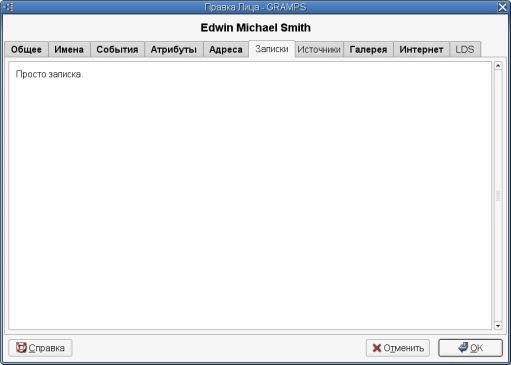 Правка Лица - GRAMPS
Edwin Michael Smith
Общее Имена События Атрибуты Адреса Записки Источники Галерея Интернет LDS
Просто записка.
Справка Отменить OK